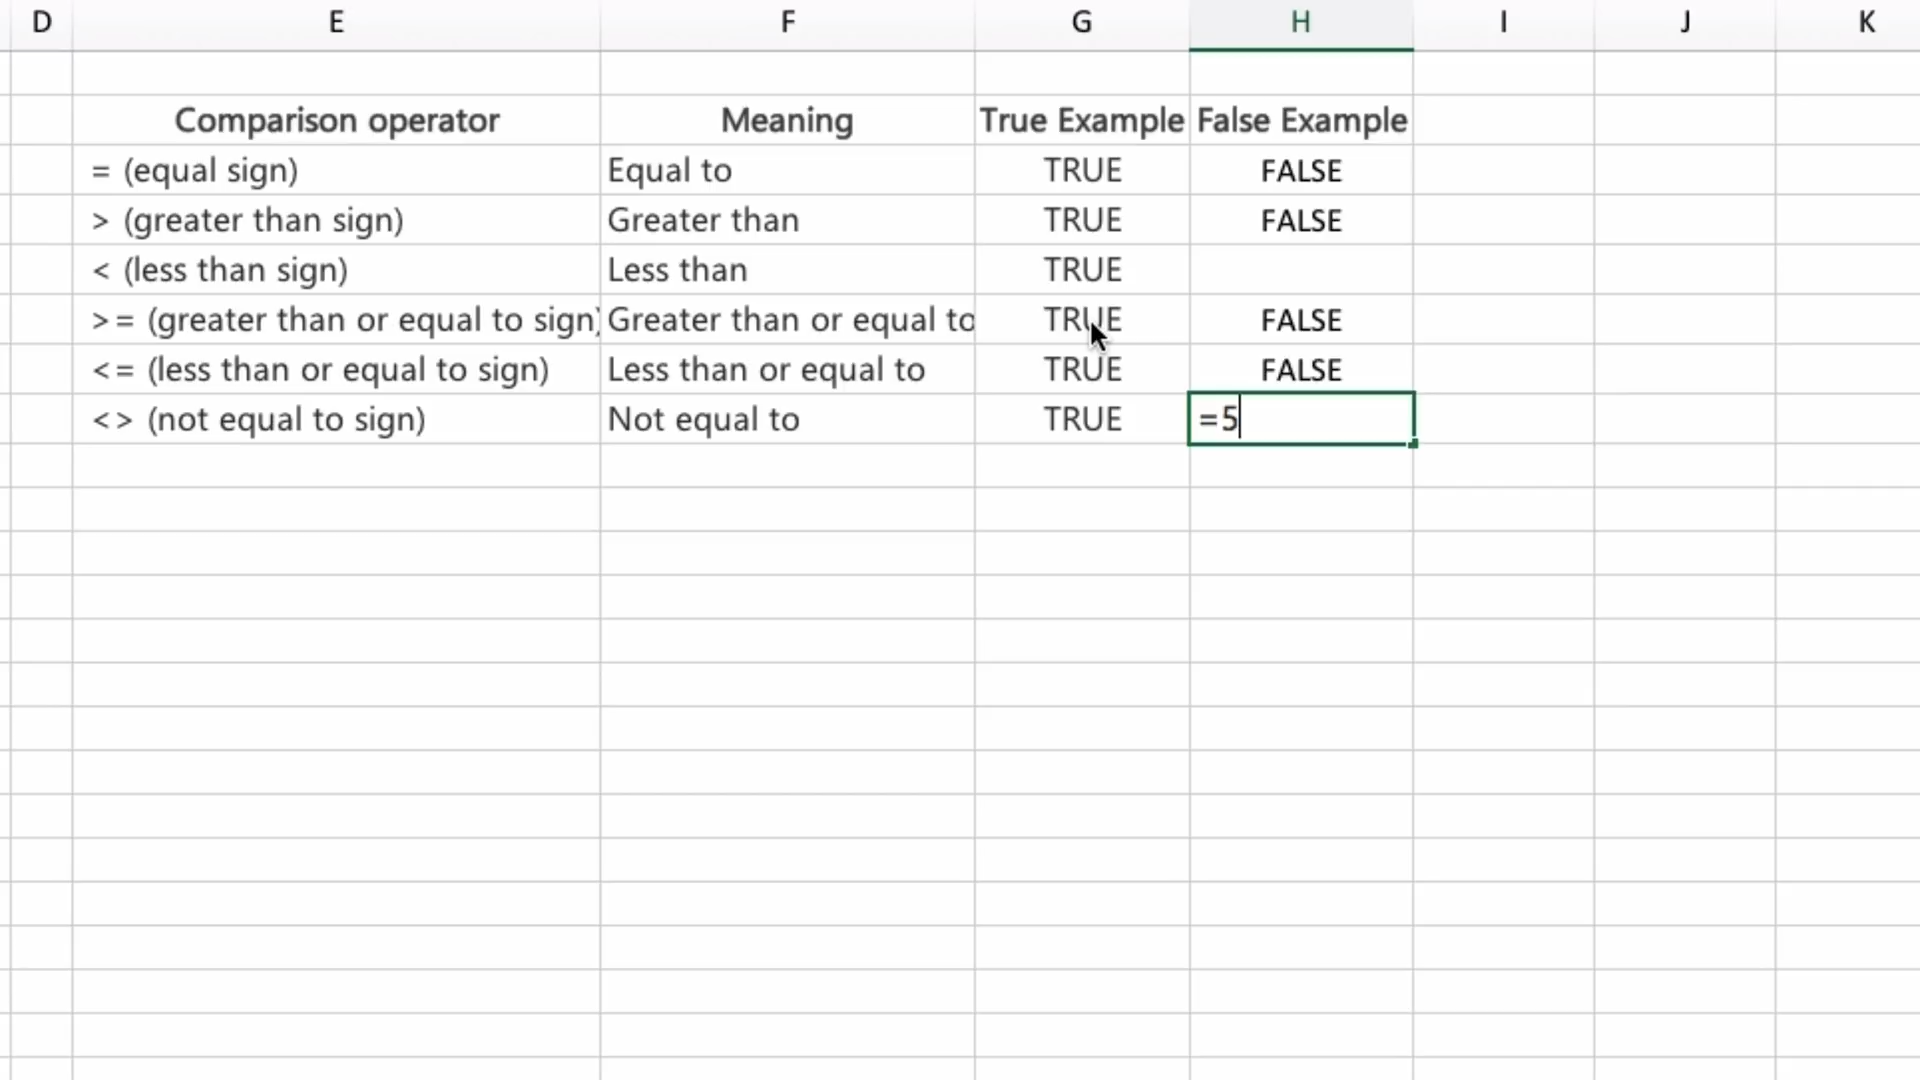 D E F G H I J K
Comparison operator Meaning True Example False Example
= (equal sign) Equal to TRUE FALSE
> (greater than sign) Greater than TRUE FALSE
< (less than sign) Less than TRUE
>= (greater than or equal to sign) Greater than or equal to TRUE FALSE
<= (less than or equal to sign) Less than or equal to TRUE FALSE
<> (not equal to sign) Not equal to TRUE =5